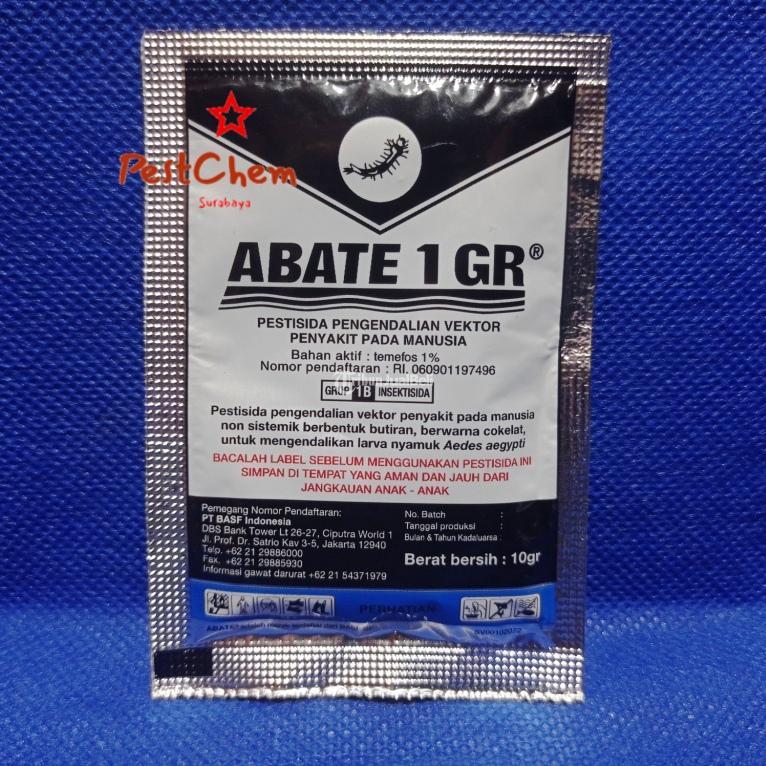 PestChem
Surabaya
ABATE 1 GR®
PESTISIDA PENGENDALIAN VEKTOR
PENYAKIT PADA MANUSIA
Bahan aktif : temefos 1%
Nomor pendaftaran : RI. 060901197496
GRUP 1B INSEKTISIDA
Pestisida pengendalian vektor penyakit pada manusia
non sistemik berbentuk butiran, berwarna cokelat,
untuk mengendalikan larva nyamuk Aedes aegypti
BACALAH LABEL SEBELUM MENGGUNAKAN PESTISIDA INI
SIMPAN DI TEMPAT YANG AMAN DAN JAUH DARI
JANGKAUAN ANAK - ANAK
Pemegang Nomor Pendaftaran:
PT BASF Indonesia
DBS Bank Tower Lt 26-27, Ciputra World 1
Jl. Prof. Dr. Satrio Kav 3-5, Jakarta 12940
Telp. +62 21 29886000
Fax. +62 21 29885930
Informasi gawat darurat +62 21 54371979
No. Batch :
Tanggal produksi :
Bulan & Tahun Kadaluarsa :
Berat bersih : 10gr
PERHATIAN